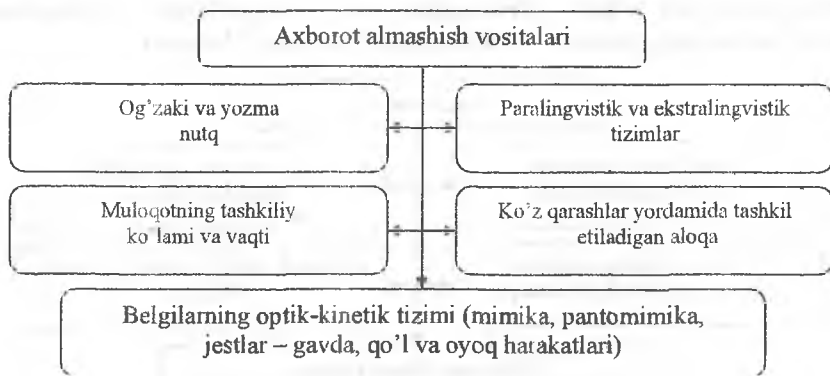 Axborot almashish vositalari
Og'zaki va yozma
nutq
Paralingvistik va ekstralingvistik
tizimlar
Muloqotning tashkiliy
ko'lami va vaqti
Ko'z qarashlar yordamida tashkil
etiladigan aloqa
Belgilarning optik-kinetik tizimi (mimika, pantomimika,
jestlar – gavda, qo'l va oyoq harakatlari)